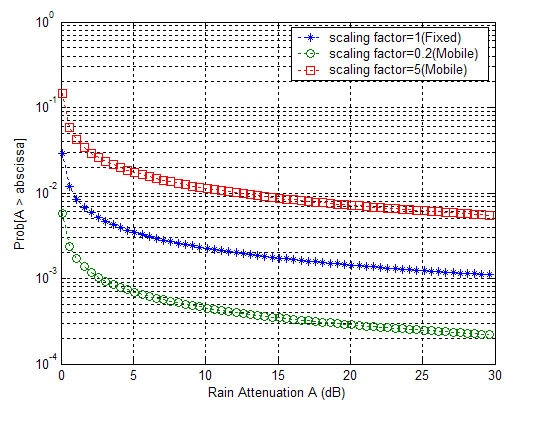 scaling factor=1(Fixed)
scaling factor=0.2(Mobile)
scaling factor=5(Mobile)
Prob[A > abscissa]
10^0
10^-1
10^-2
10^-3
10^-4
0 5 10 15 20 25 30
Rain Attenuation A (dB)